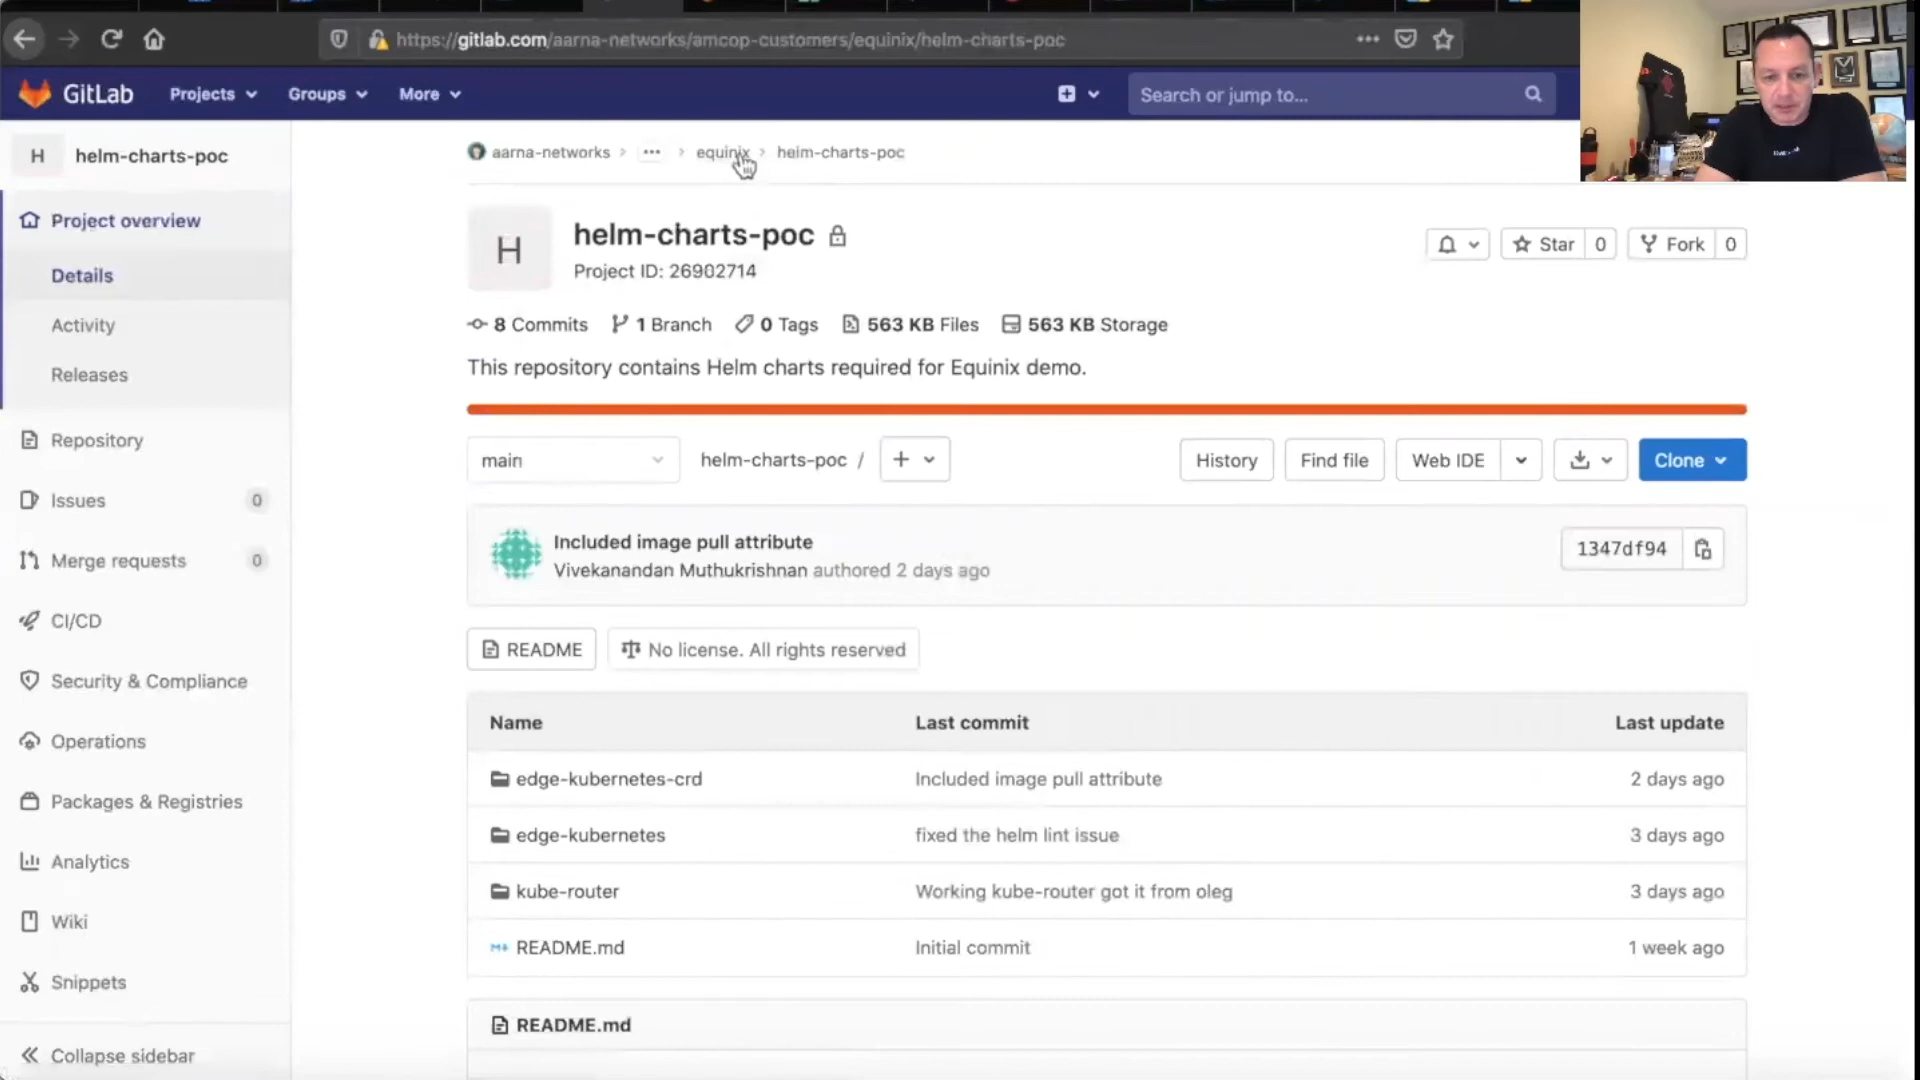 https://gitlab.com/aarna-networks/amcop-customers/equinix/helm-charts-poc
GitLab Projects Groups More Search or jump to...
H helm-charts-poc
Project overview
Details
Activity
Releases
Repository
Issues 0
Merge requests 0
CI/CD
Security & Compliance
Operations
Packages & Registries
Analytics
Wiki
Snippets
Collapse sidebar
aarna-networks > ... > equinix > helm-charts-poc
H
helm-charts-poc
Project ID: 26902714
Star 0 Fork 0
8 Commits 1 Branch 0 Tags 563 KB Files 563 KB Storage
This repository contains Helm charts required for Equinix demo.
main helm-charts-poc / + History Find file Web IDE Clone
Included image pull attribute
Vivekanandan Muthukrishnan authored 2 days ago
1347df94
README No license. All rights reserved
Name Last commit Last update
edge-kubernetes-crd Included image pull attribute 2 days ago
edge-kubernetes fixed the helm lint issue 3 days ago
kube-router Working kube-router got it from oleg 3 days ago
README.md Initial commit 1 week ago
README.md